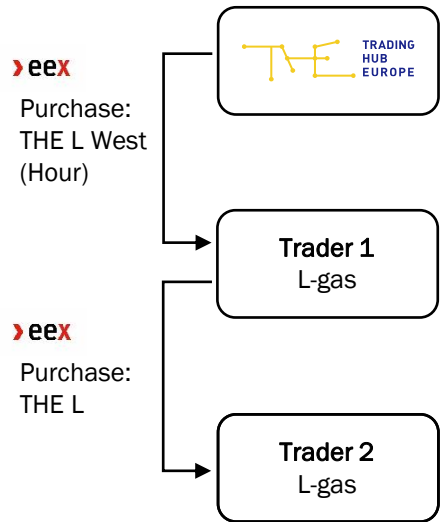 TRADING
HUB
EUROPE
eex
Purchase:
THE L West
(Hour)
Trader 1
L-gas
eex
Purchase:
THE L
Trader 2
L-gas